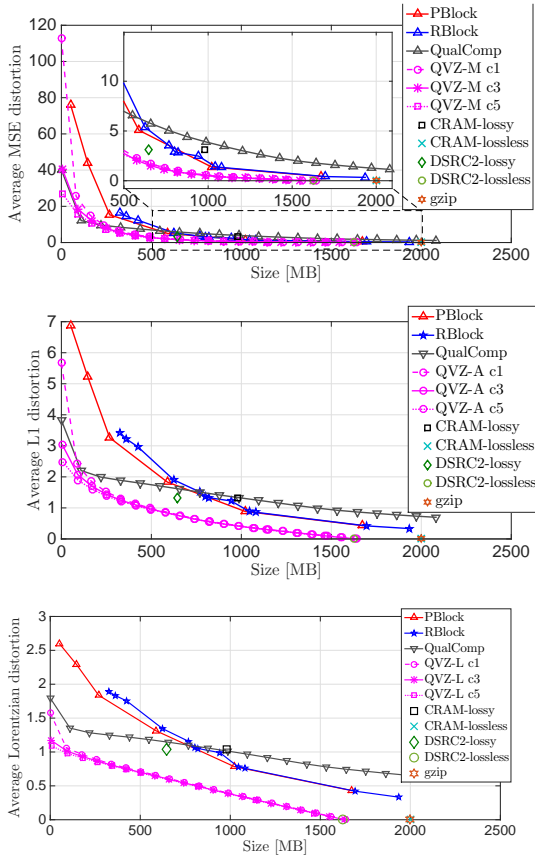 120
100
80
60
40
20
0
0
500
1000
1500
2000
2500
Average MSE distortion
Size [MB]
10
5
0
500
1000
1500
2000
PBlock
RBlock
QualComp
QVZ-M c1
QVZ-M c3
QVZ-M c5
CRAM-lossy
CRAM-lossless
DSRC2-lossy
DSRC2-lossless
gzip
7
6
5
4
3
2
1
0
0
500
1000
1500
2000
2500
Average L1 distortion
Size [MB]
PBlock
RBlock
QualComp
QVZ-A c1
QVZ-A c3
QVZ-A c5
CRAM-lossy
CRAM-lossless
DSRC2-lossy
DSRC2-lossless
gzip
3
2.5
2
1.5
1
0.5
0
0
500
1000
1500
2000
2500
Average Lorentzian distortion
Size [MB]
PBlock
RBlock
QualComp
QVZ-L c1
QVZ-L c3
QVZ-L c5
CRAM-lossy
CRAM-lossless
DSRC2-lossy
DSRC2-lossless
gzip